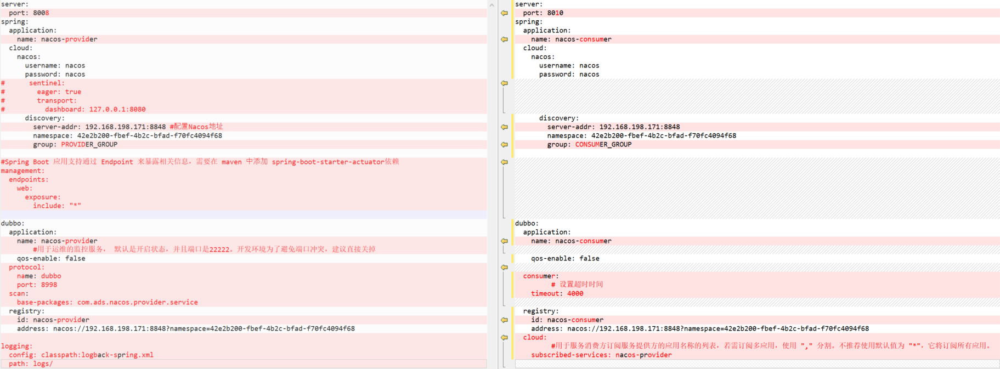 server:
  port: 8008
spring:
  application:
    name: nacos-provider
  cloud:
    nacos:
      username: nacos
      password: nacos
#      sentinel:
#        eager: true
#        transport:
#          dashboard: 127.0.0.1:8080
      discovery:
        server-addr: 192.168.198.171:8848 #配置Nacos地址
        namespace: 42e2b200-fbef-4b2c-bfad-f70fc4094f68
        group: PROVIDER_GROUP
#Spring Boot 应用支持通过 Endpoint 来暴露相关信息，需要在 maven 中添加 spring-boot-starter-actuator依赖
management:
  endpoints:
    web:
      exposure:
        include: "*"
dubbo:
  application:
    name: nacos-provider
        #用于运维的监控服务， 默认是开启状态，并且端口是22222。开发环境为了避免端口冲突，建议直接关掉
    qos-enable: false
  protocol:
    name: dubbo
    port: 8998
  scan:
    base-packages: com.ads.nacos.provider.service
  registry:
    id: nacos-provider
    address: nacos://192.168.198.171:8848?namespace=42e2b200-fbef-4b2c-bfad-f70fc4094f68
logging:
  config: classpath:logback-spring.xml
  path: logs/
server:
  port: 8010
spring:
  application:
    name: nacos-consumer
  cloud:
    nacos:
      username: nacos
      password: nacos
      discovery:
        server-addr: 192.168.198.171:8848
        namespace: 42e2b200-fbef-4b2c-bfad-f70fc4094f68
        group: CONSUMER_GROUP
dubbo:
  application:
    name: nacos-consumer
    qos-enable: false
  consumer:
         # 设置超时时间
    timeout: 4000
  registry:
    id: nacos-consumer
    address: nacos://192.168.198.171:8848?namespace=42e2b200-fbef-4b2c-bfad-f70fc4094f68
  cloud:
         #用于服务消费方订阅服务提供方的应用名称的列表，若需订阅多应用，使用 "," 分割。不推荐使用默认值为 "*"，它将订阅所有应用。
    subscribed-services: nacos-provider